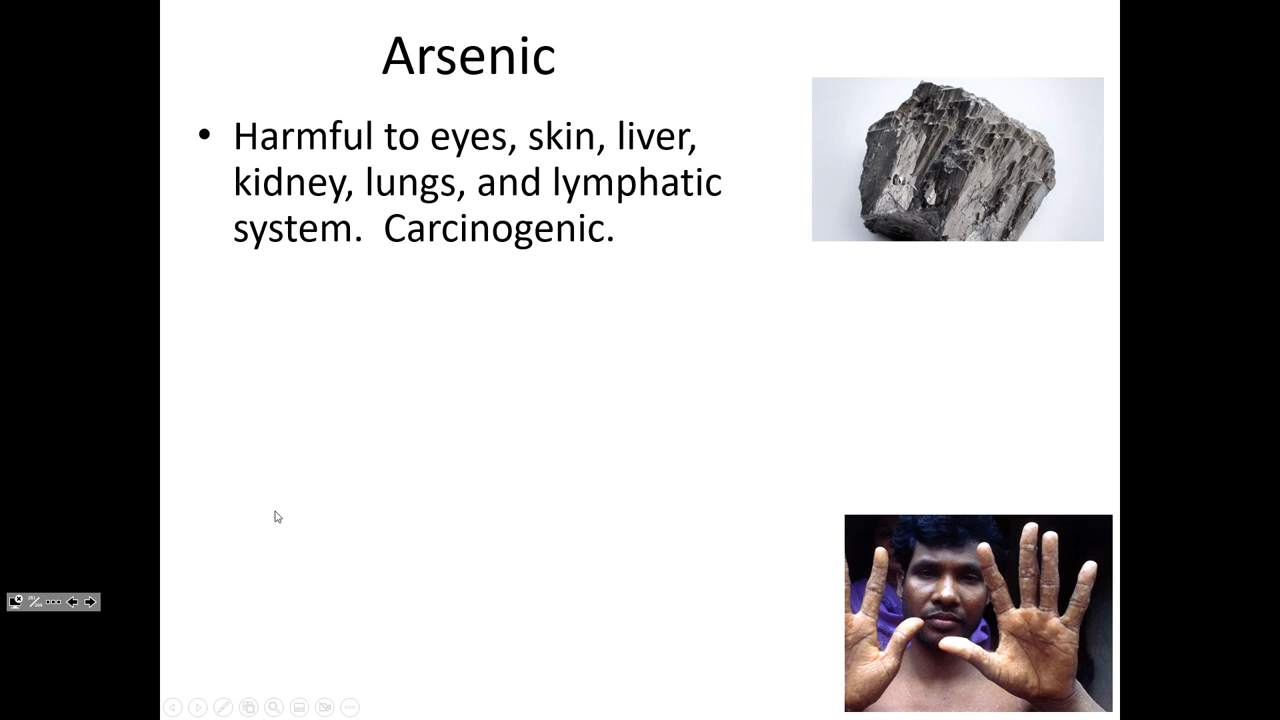 Arsenic
• Harmful to eyes, skin, liver,
kidney, lungs, and lymphatic
system.  Carcinogenic.